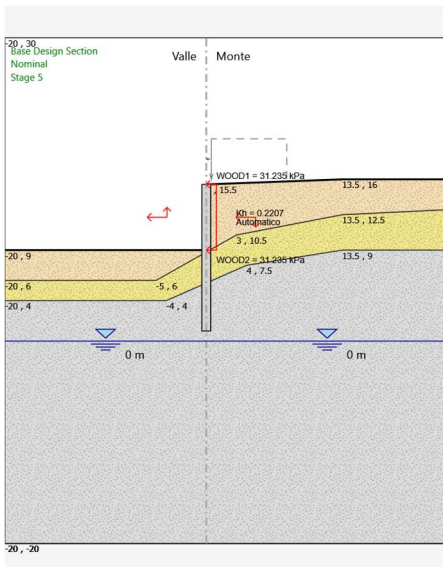 -20 , 30
Base Design Section
Nominal
Stage 5
Valle
Monte
WOOD1 = 31.235 kPa
, 15.5
13.5 , 16
Kh = 0.2207
Automatico
13.5 , 12.5
3 , 10.5
-20 , 9
WOOD2 = 31.235 kPa
13.5 , 9
4 , 7.5
-20 , 6
-5 , 6
-20 , 4
-4 , 4
0 m
0 m
-20 , -20